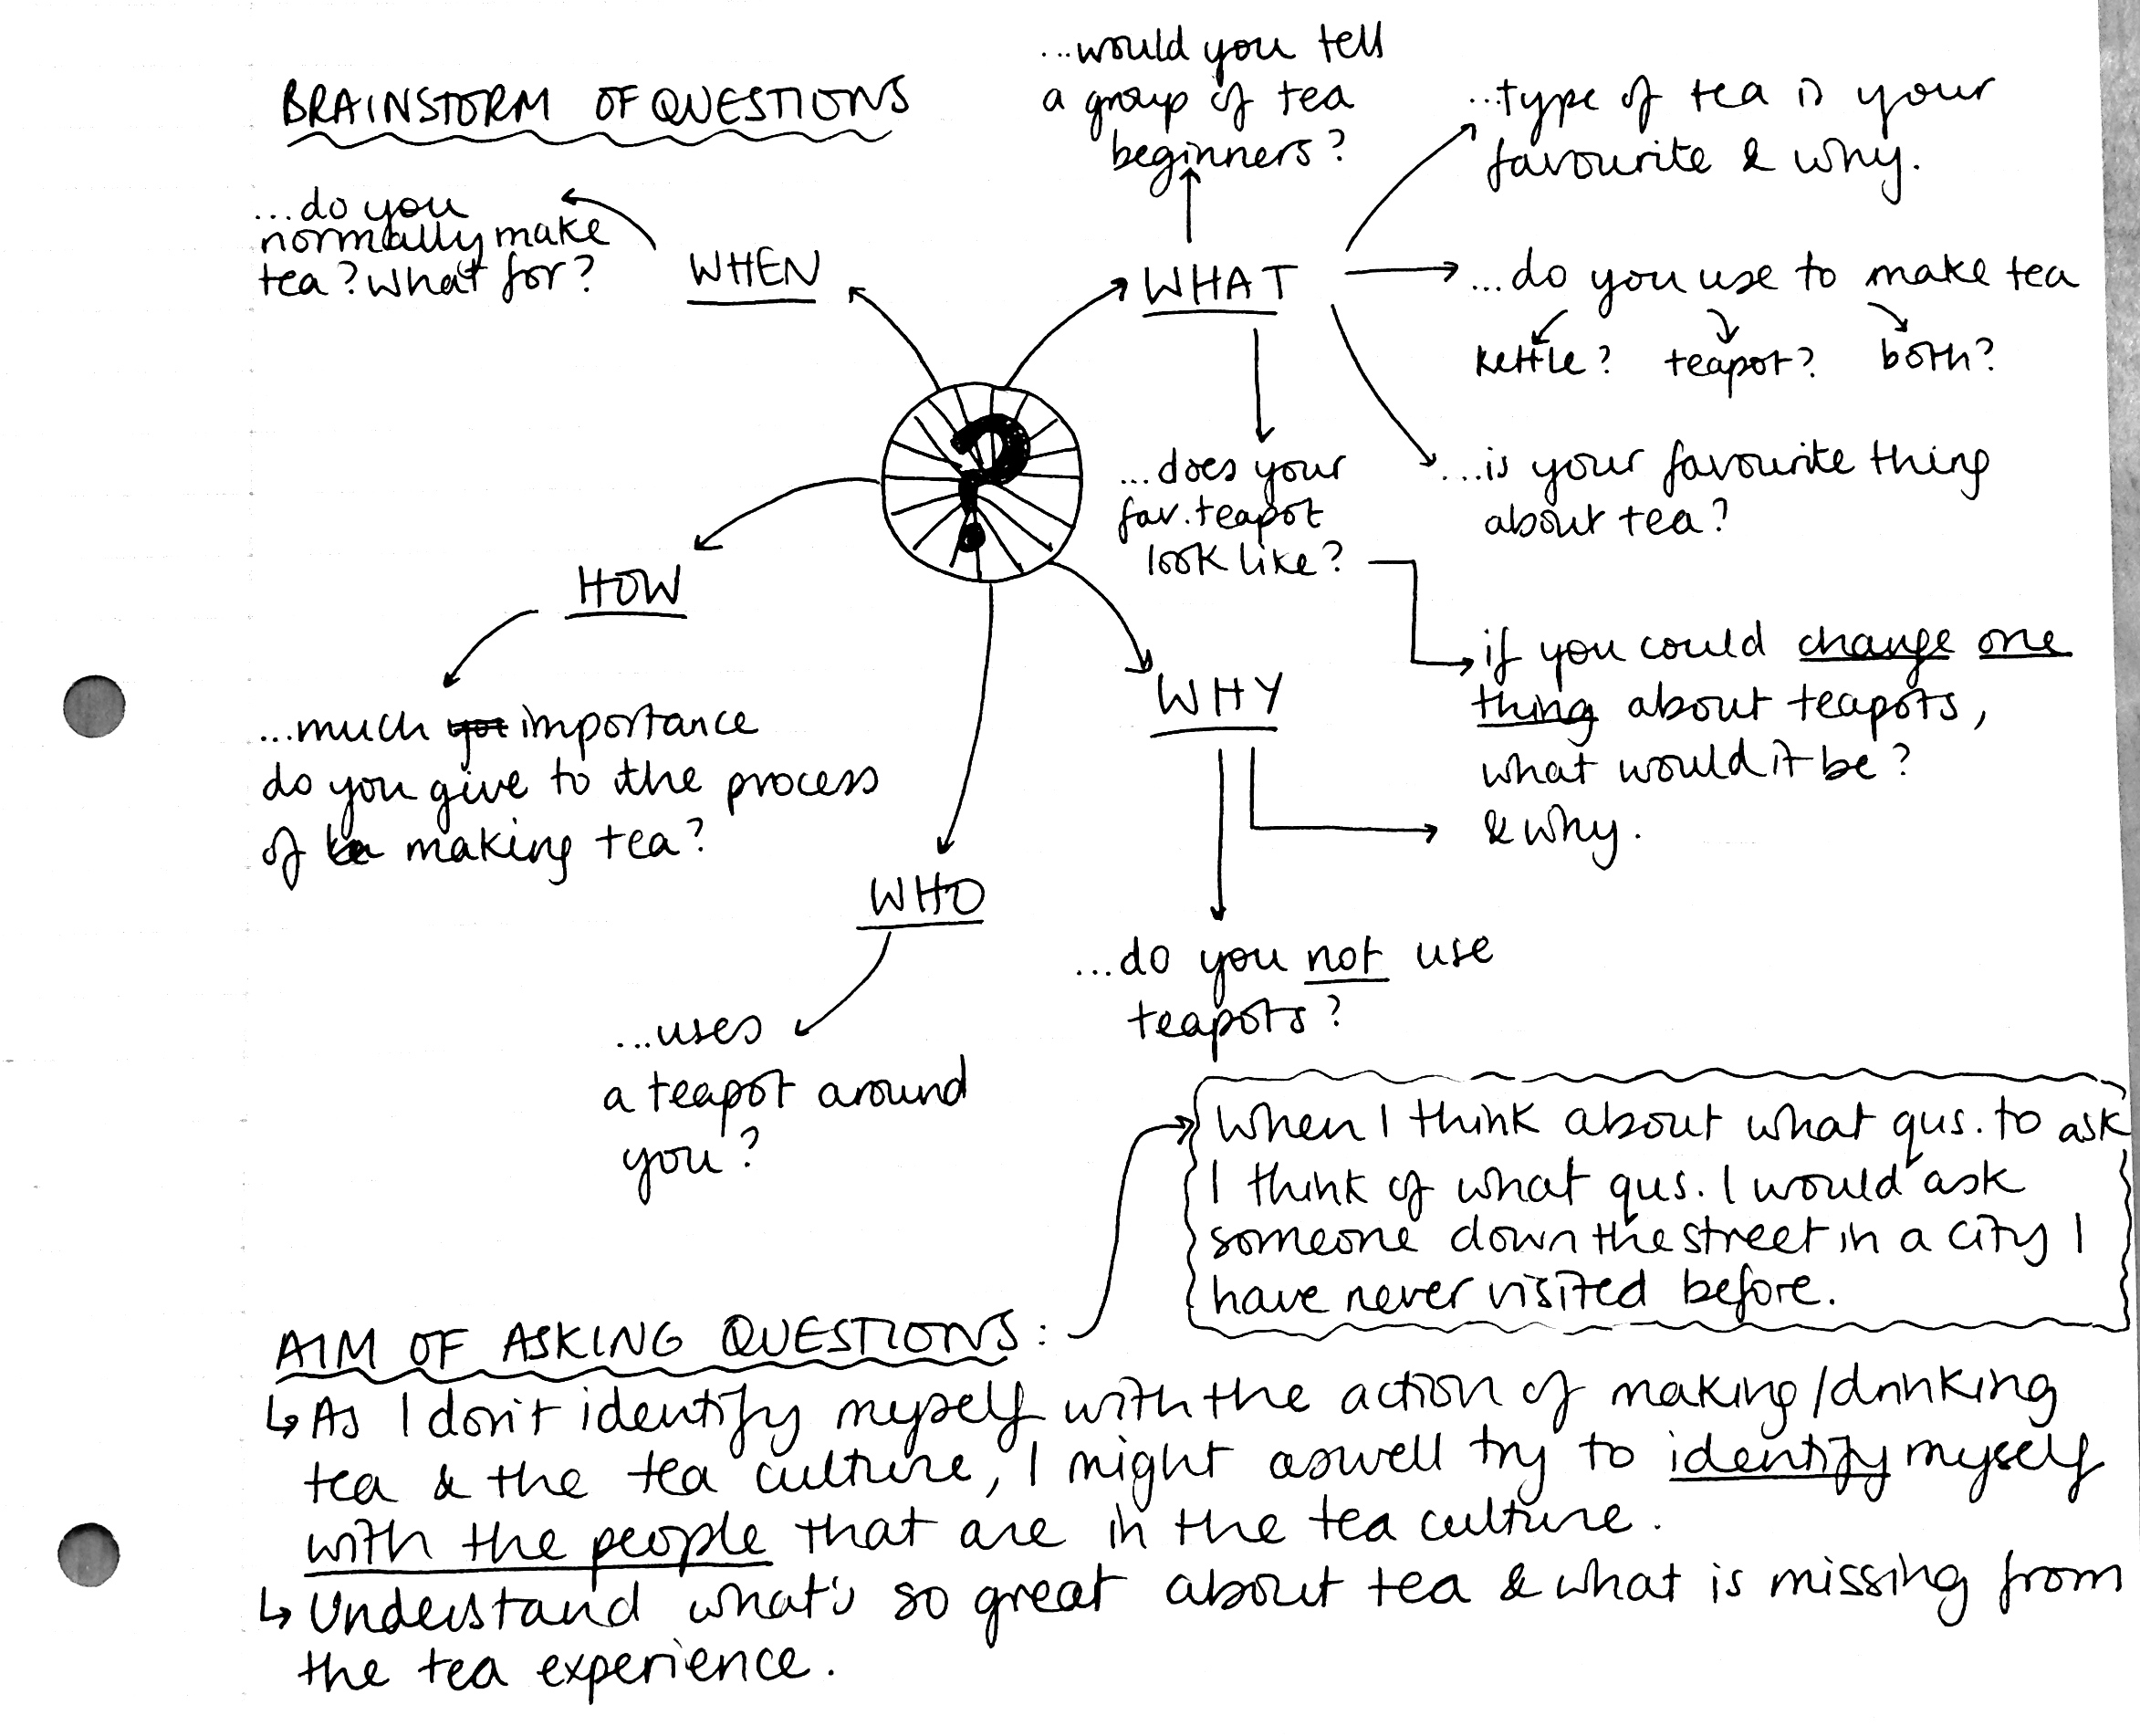 BRAINSTORM OF QUESTIONS
...do you
normally make
tea? What for?
WHEN
...would you tell
a group of tea
beginners?
WHAT
...type of tea is your
favourite & why.
...do you use to make tea
kettle? teapot? both?
...is your favourite thing
about tea?
...does your
fav. teapot
look like?
if you could change one
thing about teapots,
what would it be?
& why.
?
HOW
...much importance
do you give to the process
of making tea?
WHO
...uses
a teapot around
you?
WHY
...do you not use
teapots?
When I think about what qus. to ask
I think of what qus. I would ask
someone down the street in a city I
have never visited before.
AIM OF ASKING QUESTIONS:
↳ As I don't identify myself with the action of making/drinking
tea & the tea culture, I might aswell try to identify myself
with the people that are in the tea culture.
↳ Understand what's so great about tea & what is missing from
the tea experience.